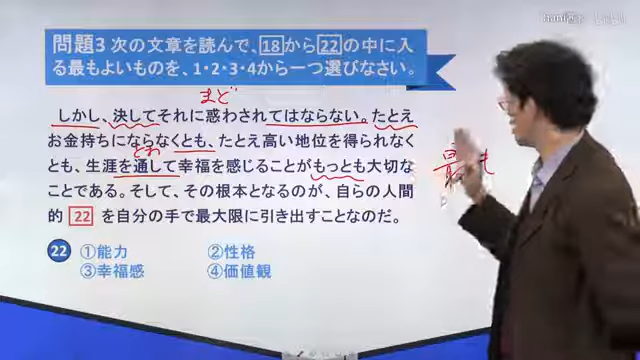 問題3 次の文章を読んで、18から22の中に入
る最もよいものを、1・2・3・4から一つ選びなさい。
まど
しかし、決してそれに惑わされてはならない。たとえ
お金持ちにならなくとも、たとえ高い地位を得られなく
とも、生涯を通して幸福を感じることがもっとも大切な
ことである。そして、その根本となるのが、自らの人間
的 22 を自分の手で最大限に引き出すことなのだ。
最も
22 ①能力 ②性格
③幸福感 ④価値観